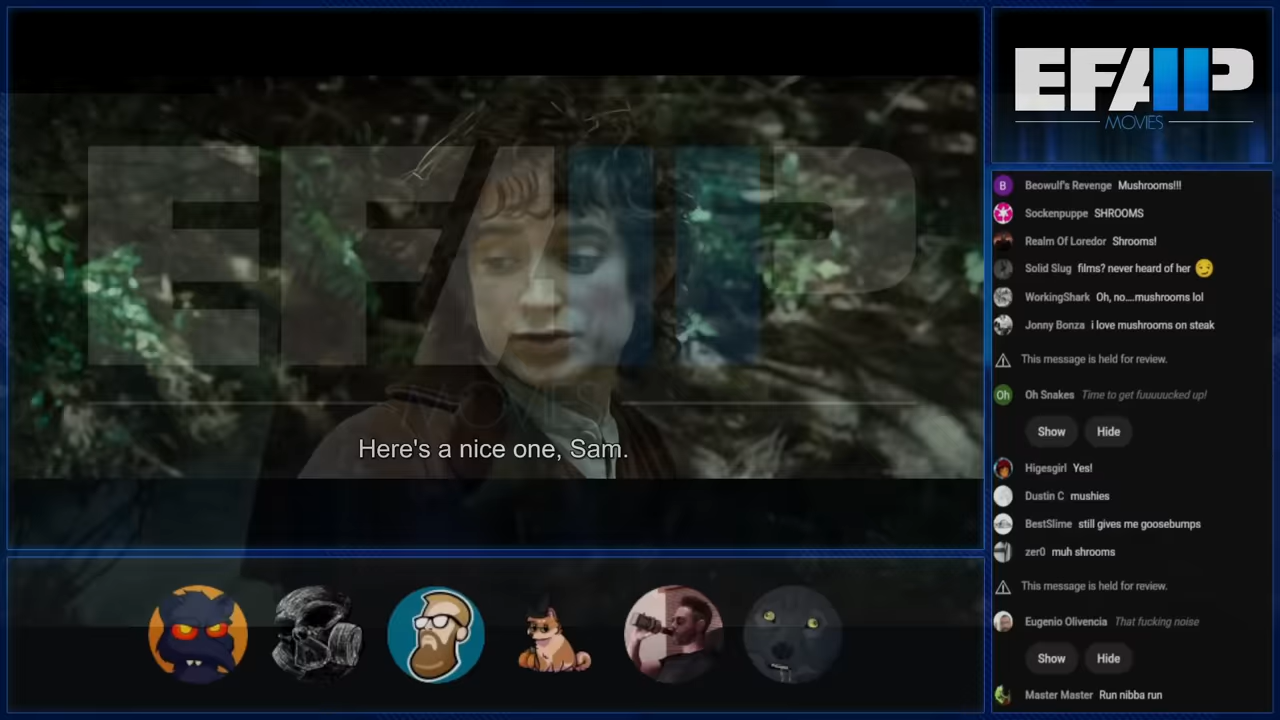 EFAP
MOVIES
Here's a nice one, Sam.
EFAP
MOVIES
B Beowulf's Revenge Mushrooms!!!
Sockenpuppe SHROOMS
Realm Of Loredor Shrooms!
Solid Slug films? never heard of her 😏
WorkingShark Oh, no....mushrooms lol
Jonny Bonza i love mushrooms on steak
This message is held for review.
Oh Oh Snakes Time to get fuuuuucked up!
Show Hide
Higesgirl Yes!
Dustin C mushies
BestSlime still gives me goosebumps
zer0 muh shrooms
This message is held for review.
Eugenio Olivencia That fucking noise
Show Hide
Master Master Run nibba run